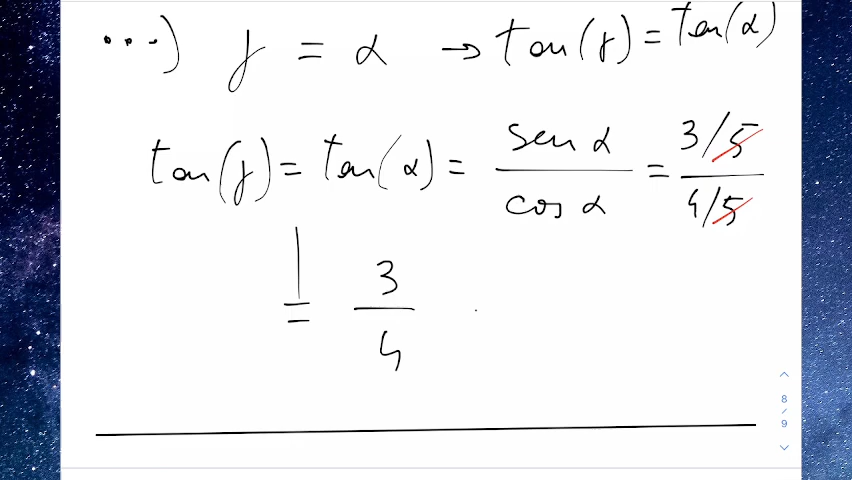 ...) γ = α → tan(γ) = tan(α)
tan(γ) = tan(α) = sen α / cos α = 3/5 / 4/5
= 3 / 4
8
/
9